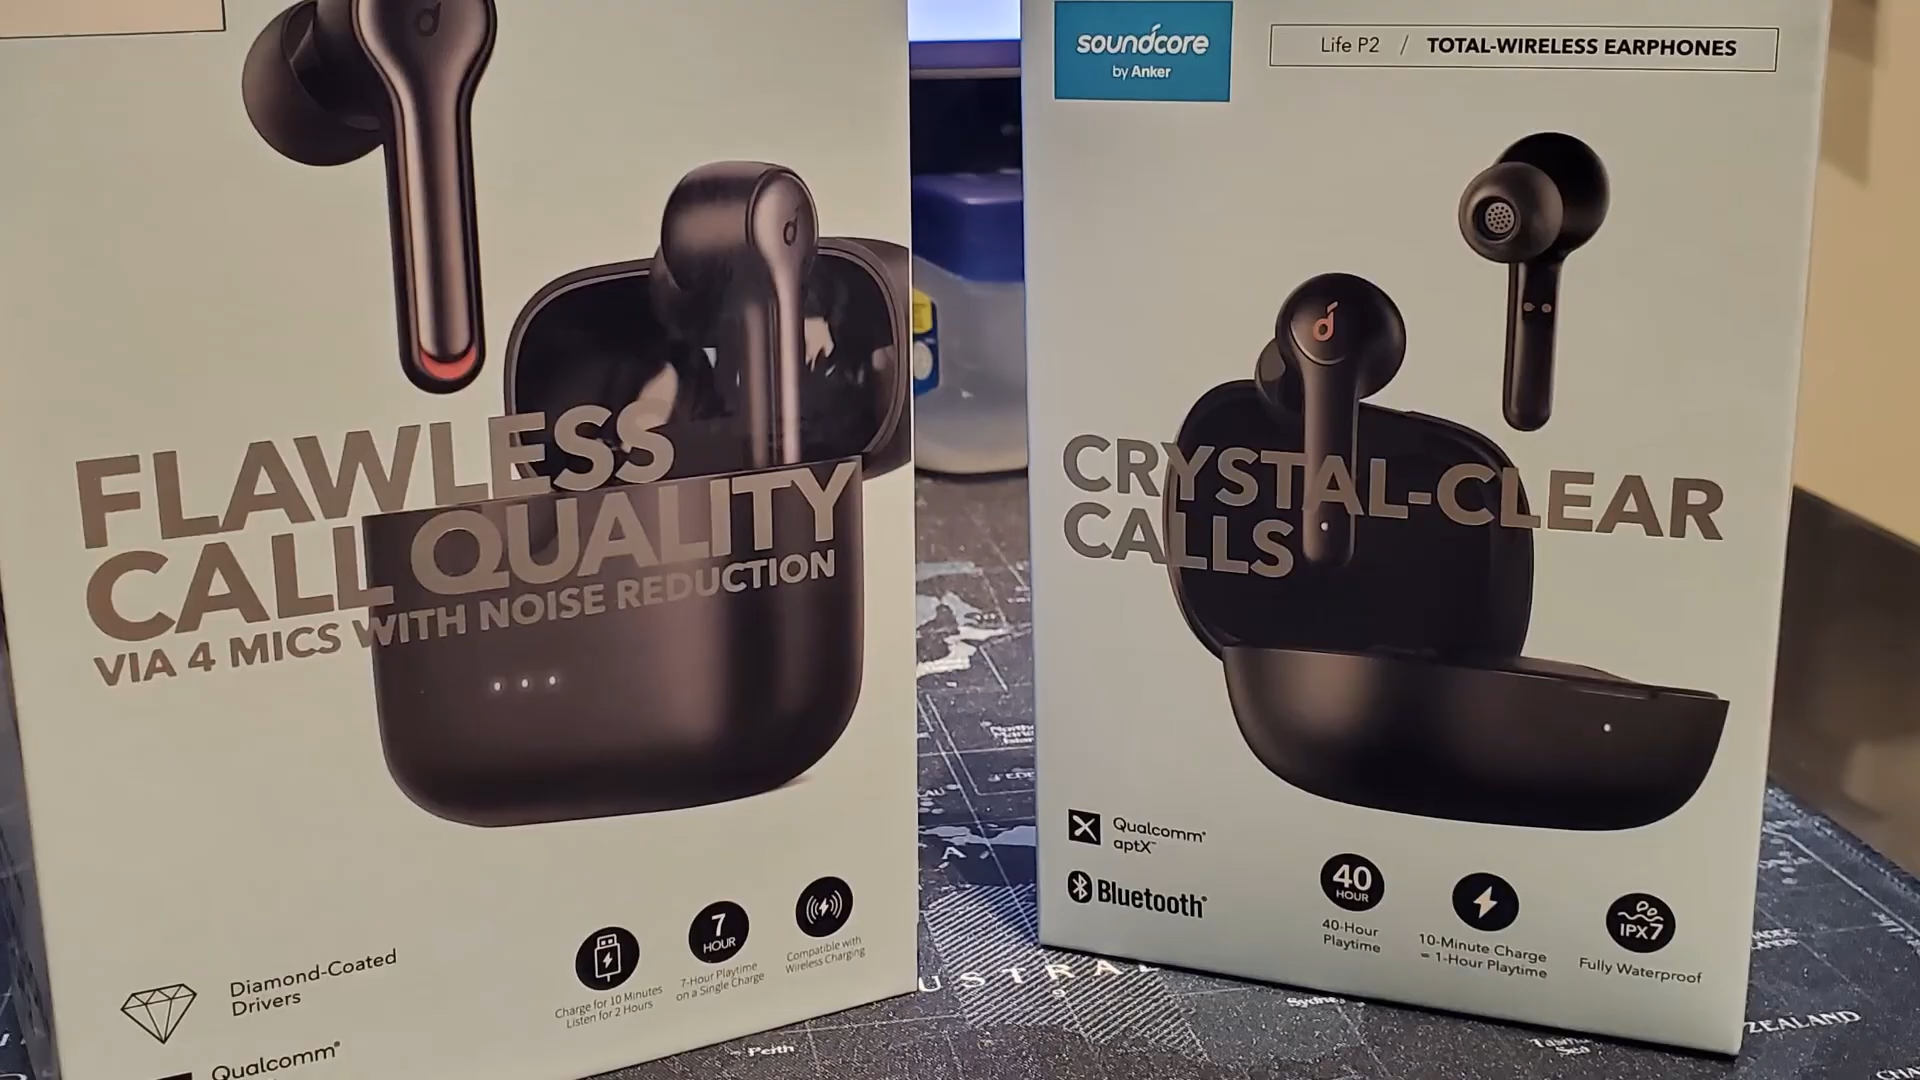 FLAWLESS
CALL QUALITY
VIA 4 MICS WITH NOISE REDUCTION
Diamond-Coated
Drivers
Qualcomm®
Charge for 10 Minutes
Listen for 2 Hours
7
HOUR
7-Hour Playtime
on a Single Charge
Compatible with
Wireless Charging
soundcore
by Anker
Life P2 / TOTAL-WIRELESS EARPHONES
CRYSTAL-CLEAR
CALLS
Qualcomm®
aptX™
Bluetooth®
40
HOUR
40-Hour
Playtime
10-Minute Charge
= 1-Hour Playtime
IPX7
Fully Waterproof
Perth
ZEALAND